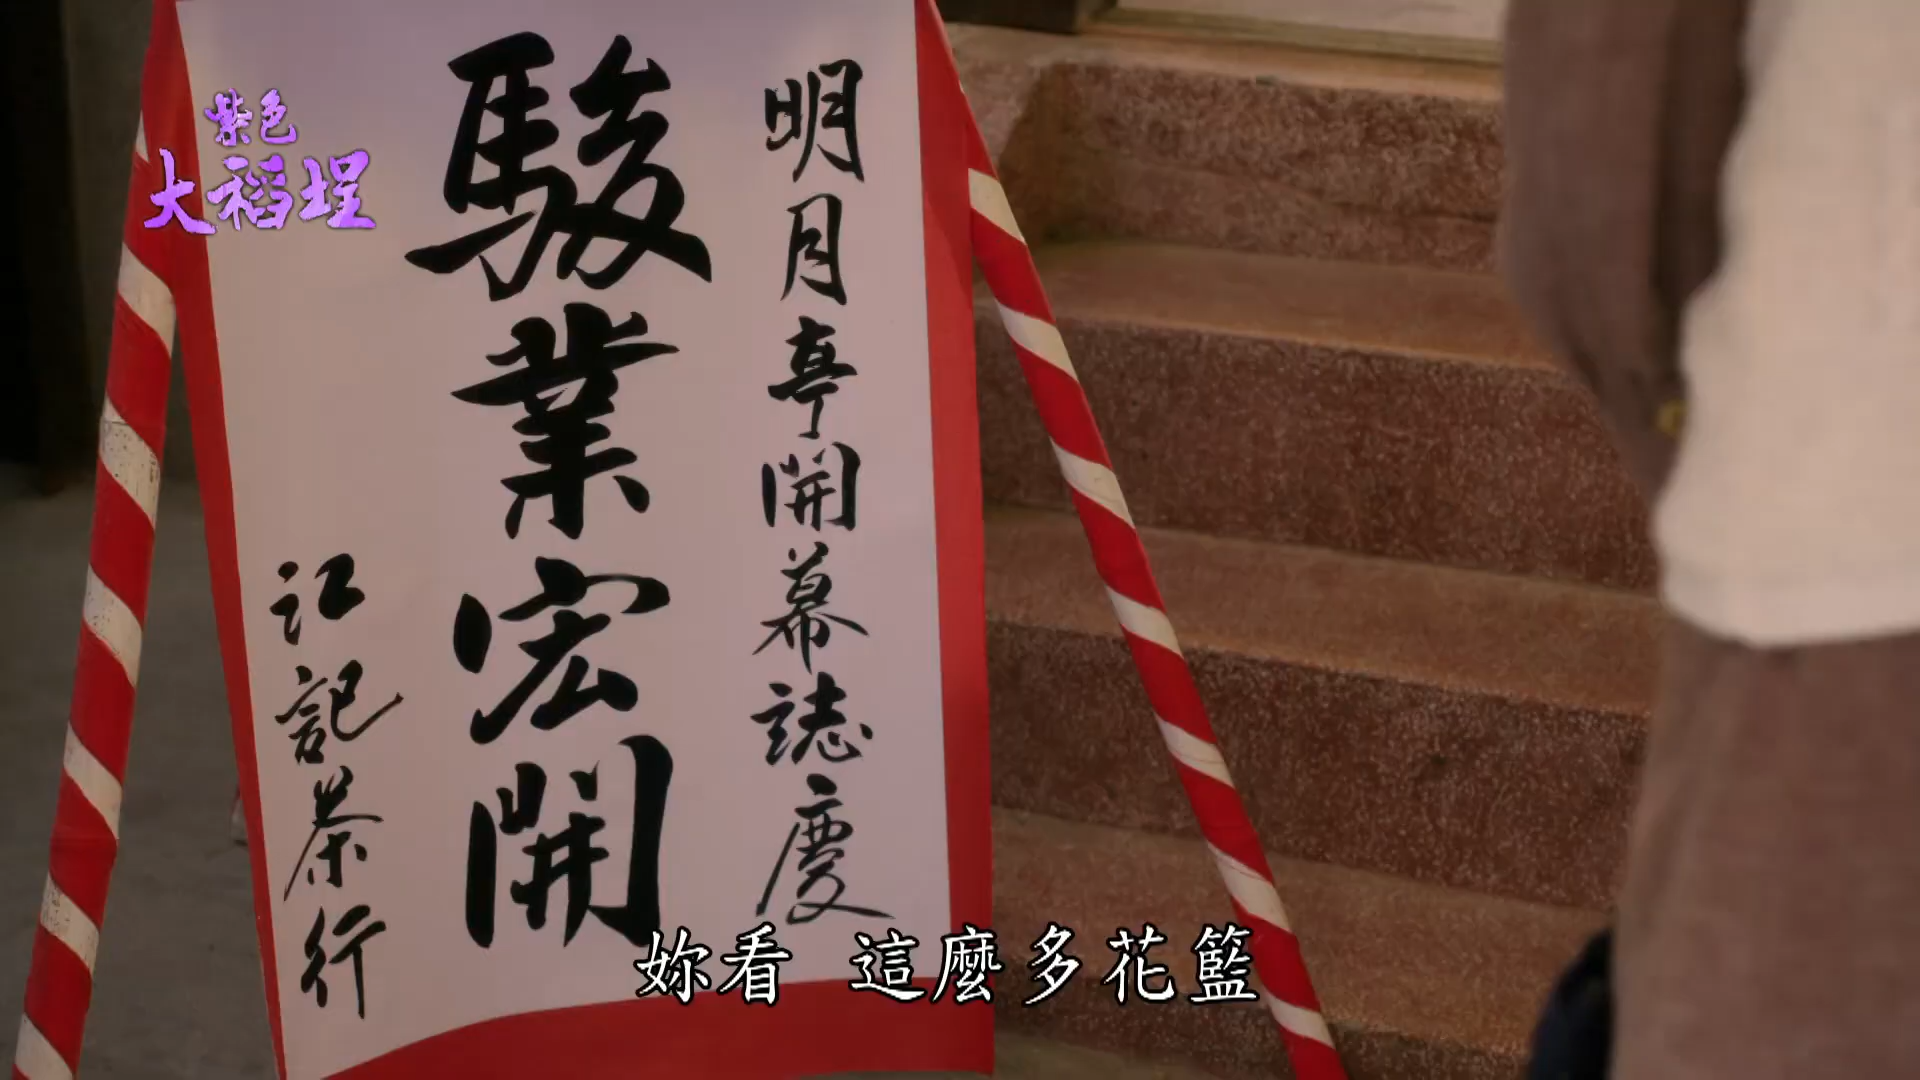 紫色
大稻埕
明月亭開幕誌慶
駿業宏開
江記茶行
妳看 這麼多花籃